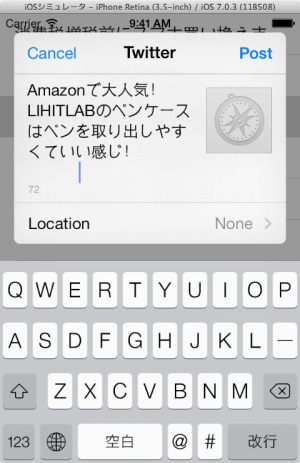 iOSシミュレータ - iPhone Retina (3.5-inch) / iOS 7.0.3 (11B508)
Carrier 9:41 AM
Cancel Twitter Post
Amazonで大人気！
LIHITLABのペンケース
はペンを取り出しやす
くていい感じ！
72
Location None
Q W E R T Y U I O P
A S D F G H J K L ー
Z X C V B N M
123 空白 @ # 改行